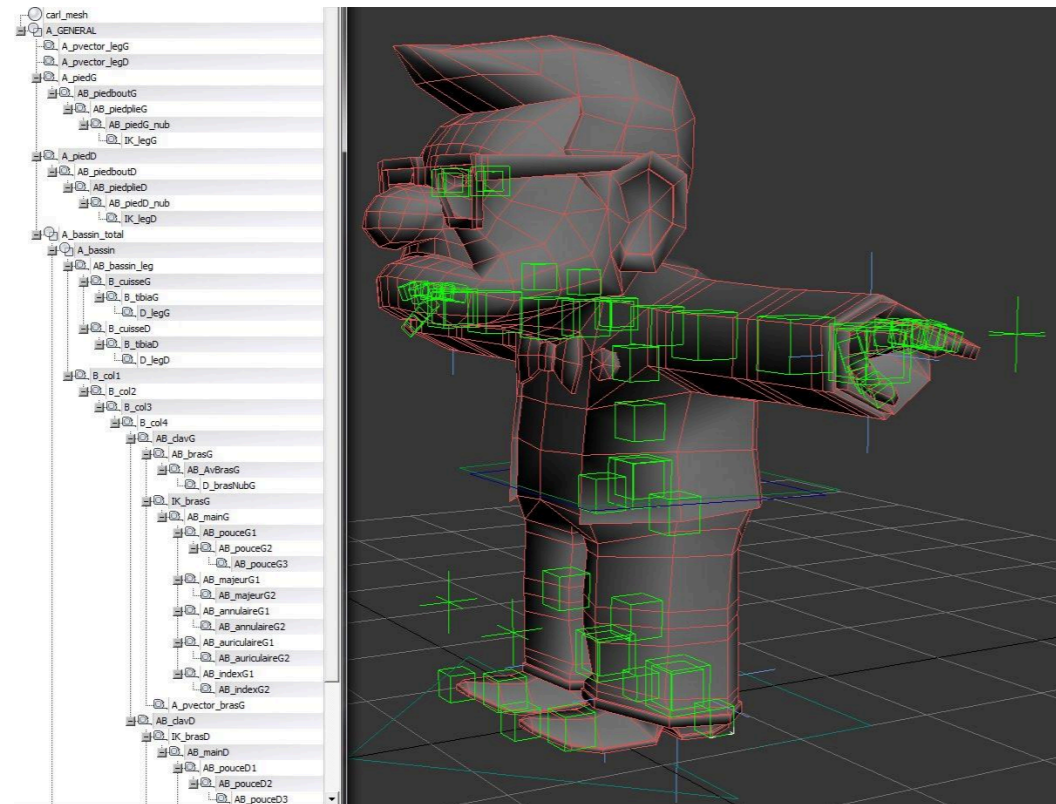 carl_mesh
A_GENERAL
A_pvector_legG
A_pvector_legD
A_piedG
AB_piedboutG
AB_piedplieG
AB_piedG_nub
IK_legG
A_piedD
AB_piedboutD
AB_piedplieD
AB_piedD_nub
IK_legD
A_bassin_total
A_bassin
AB_bassin_leg
B_cuisseG
B_tibiaG
D_legG
B_cuisseD
B_tibiaD
D_legD
B_col1
B_col2
B_col3
B_col4
AB_clavG
AB_brasG
AB_AvBrasG
D_brasNubG
IK_brasG
AB_mainG
AB_pouceG1
AB_pouceG2
AB_pouceG3
AB_majeurG1
AB_majeurG2
AB_annulaireG1
AB_annulaireG2
AB_auriculaireG1
AB_auriculaireG2
AB_indexG1
AB_indexG2
A_pvector_brasG
AB_clavD
IK_brasD
AB_mainD
AB_pouceD1
AB_pouceD2
AB_pouceD3